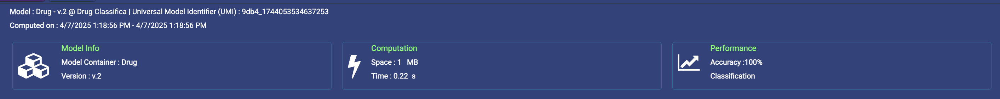 Model : Drug - v.2 @ Drug Classifica | Universal Model Identifier (UMI) : 9db4_1744053534637253
Computed on : 4/7/2025 1:18:56 PM - 4/7/2025 1:18:56 PM
Model Info
Model Container : Drug
Version : v.2
Computation
Space : 1 MB
Time : 0.22 s
Performance
Accuracy :100%
Classification